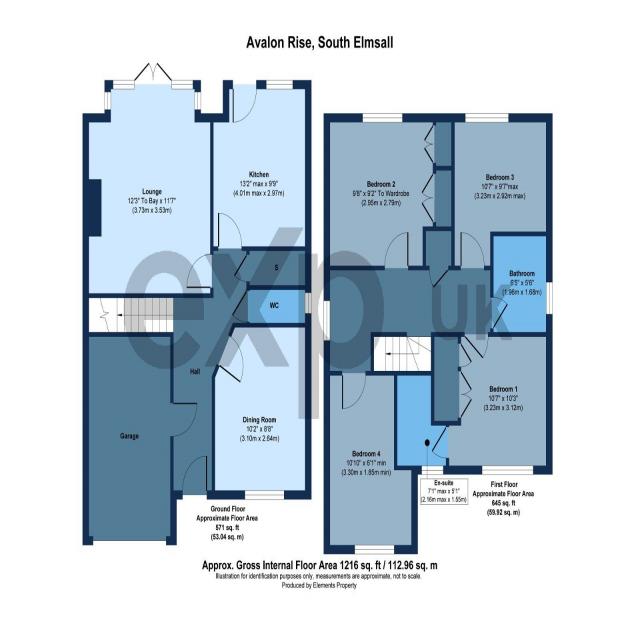 Avalon Rise, South Elmsall
Lounge
12'3" To Bay x 11'7"
(3.73m x 3.53m)
Kitchen
13'2" max x 9'9"
(4.01m max x 2.97m)
S
WC
Hall
Garage
Dining Room
10'2" x 8'8"
(3.10m x 2.64m)
Ground Floor
Approximate Floor Area
571 sq. ft
(53.04 sq. m)
Bedroom 2
9'8" x 9'2" To Wardrobe
(2.95m x 2.79m)
Bedroom 3
10'7" x 9'7"max
(3.23m x 2.92m max)
Bathroom
6'5" x 5'6"
(1.96m x 1.68m)
Bedroom 1
10'7" x 10'3"
(3.23m x 3.12m)
Bedroom 4
10'10" x 6'1" min
(3.30m x 1.85m min)
En-suite
7'1" max x 5'1"
(2.16m max x 1.55m)
First Floor
Approximate Floor Area
645 sq. ft
(59.92 sq. m)
exp uk
Approx. Gross Internal Floor Area 1216 sq. ft / 112.96 sq. m
Illustration for identification purposes only, measurements are approximate, not to scale.
Produced by Elements Property